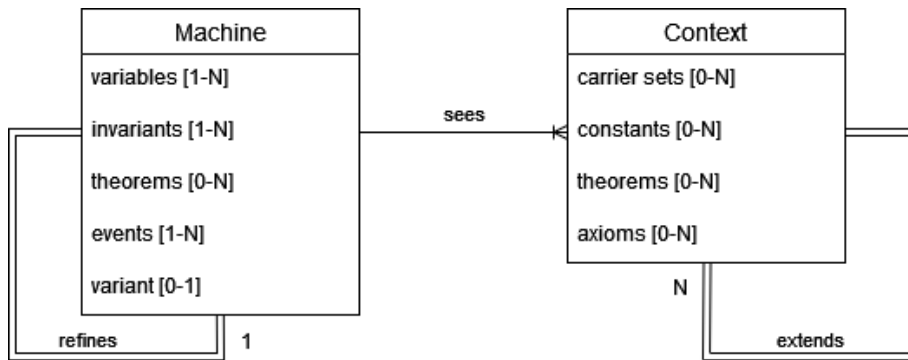 Machine
variables [1-N]
invariants [1-N]
theorems [0-N]
events [1-N]
variant [0-1]
refines
1
sees
Context
carrier sets [0-N]
constants [0-N]
theorems [0-N]
axioms [0-N]
N
extends